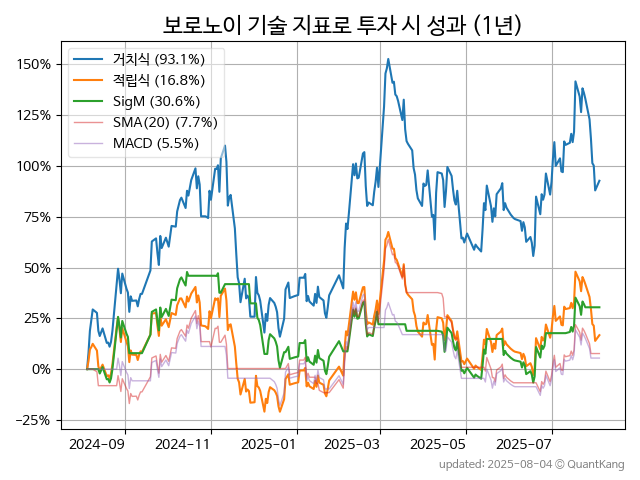 보로노이 기술 지표로 투자 시 성과 (1년)
거치식 (93.1%)
적립식 (16.8%)
SigM (30.6%)
SMA(20) (7.7%)
MACD (5.5%)
150%
125%
100%
75%
50%
25%
0%
−25%
2024-09
2024-11
2025-01
2025-03
2025-05
2025-07
updated: 2025-08-04 © QuantKang